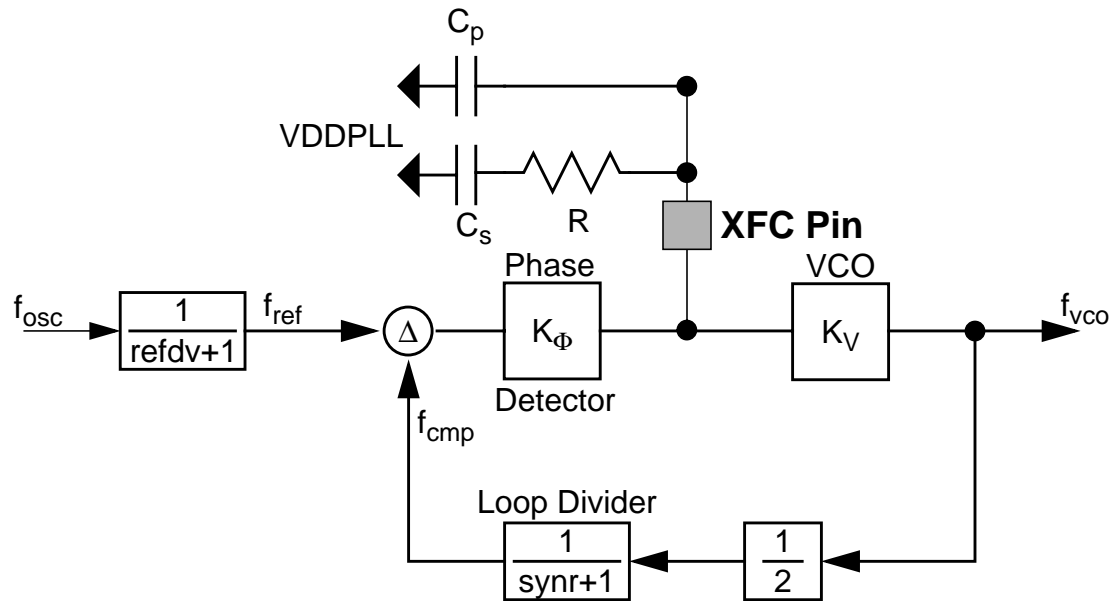 C_p
VDDPLL
C_s
R
XFC Pin
Phase
VCO
f_osc
1
refdv+1
f_ref
Δ
K_Φ
K_V
f_vco
Detector
f_cmp
Loop Divider
1
synr+1
1
2